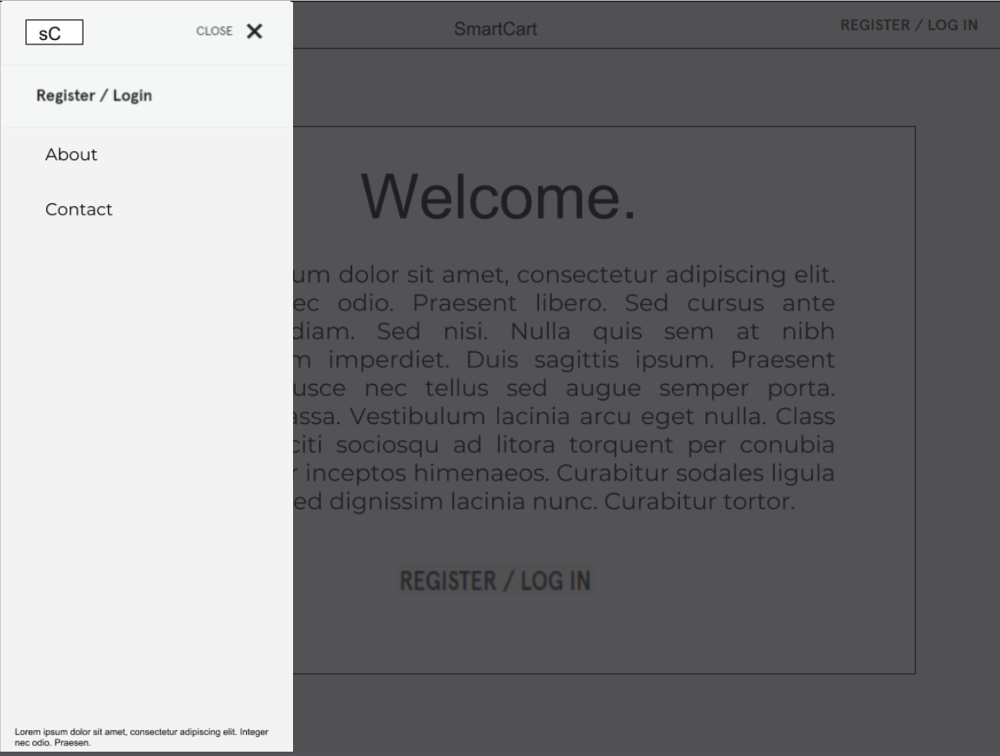 sC
CLOSE
SmartCart
REGISTER / LOG IN
Register / Login
About
Contact
Welcome.
um dolor sit amet, consectetur adipiscing elit.
ec odio. Praesent libero. Sed cursus ante
diam. Sed nisi. Nulla quis sem at nibh
m imperdiet. Duis sagittis ipsum. Praesent
usce nec tellus sed augue semper porta.
assa. Vestibulum lacinia arcu eget nulla. Class
citi sociosqu ad litora torquent per conubia
r inceptos himenaeos. Curabitur sodales ligula
ed dignissim lacinia nunc. Curabitur tortor.
REGISTER / LOG IN
Lorem ipsum dolor sit amet, consectetur adipiscing elit. Integer
nec odio. Praesen.